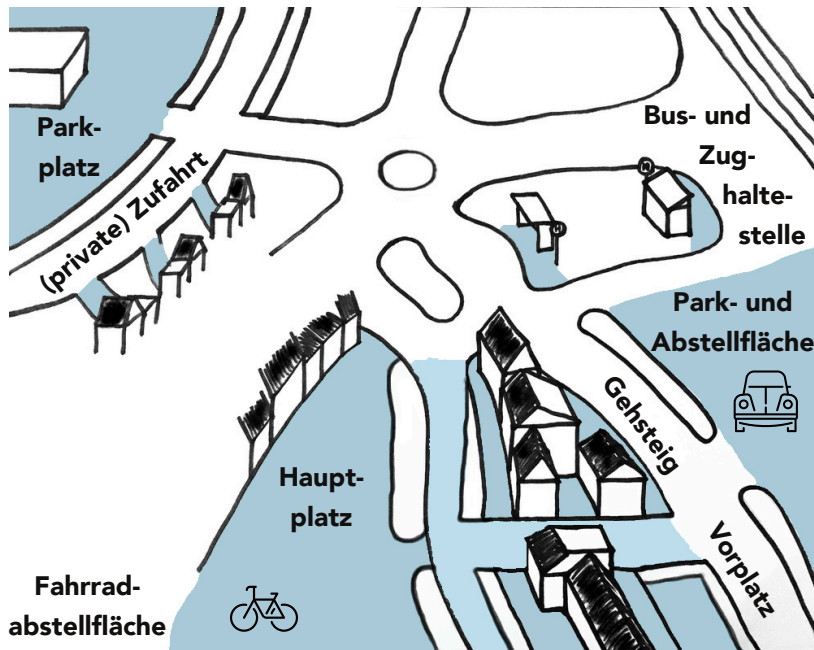 Park-
platz
(private) Zufahrt
Bus- und
Zug-
halte-
stelle
Park- und
Abstellfläche
Gehsteig
Haupt-
platz
Vorplatz
Fahrrad-
abstellfläche